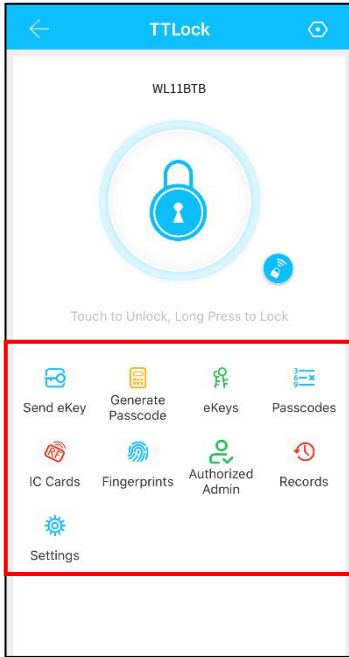 TTLock
WL11BTB
Touch to Unlock, Long Press to Lock
Send eKey
Generate
Passcode
eKeys
Passcodes
IC Cards
Fingerprints
Authorized
Admin
Records
Settings